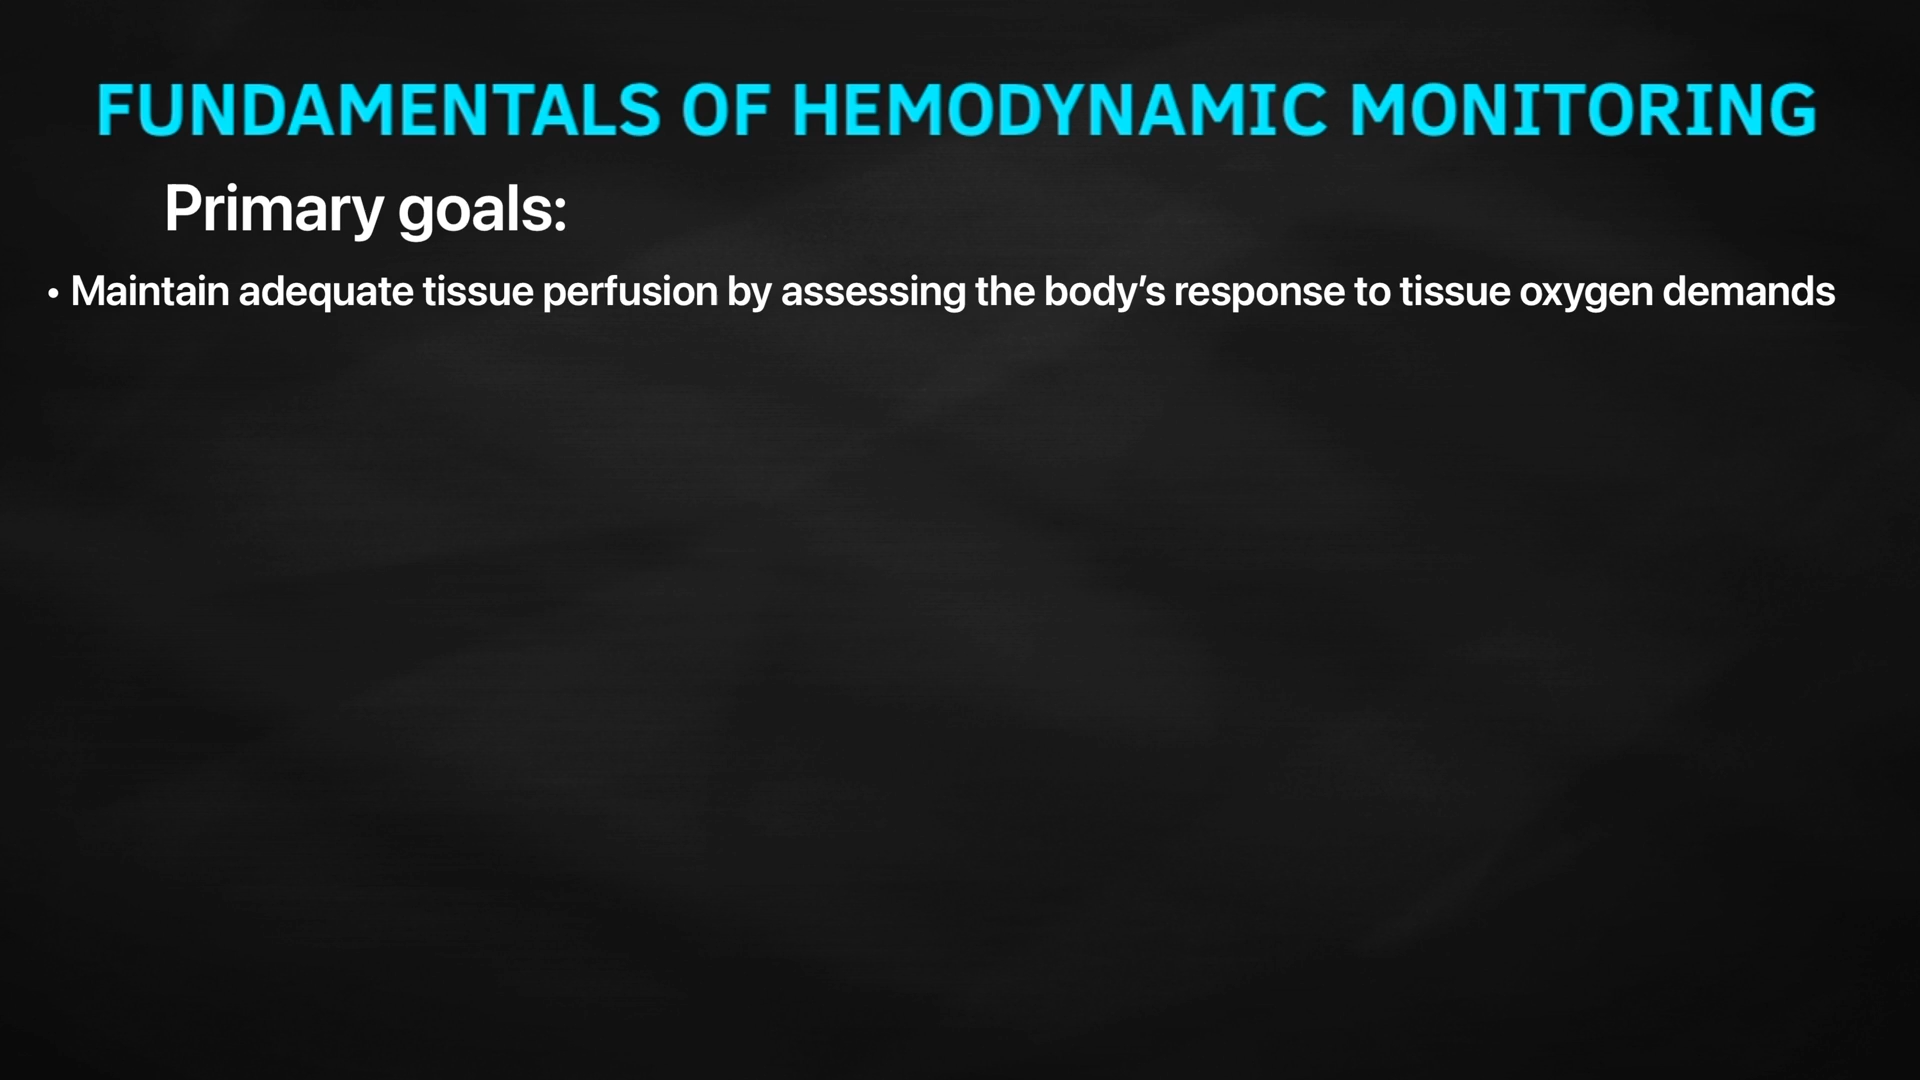 FUNDAMENTALS OF HEMODYNAMIC MONITORING
Primary goals:
• Maintain adequate tissue perfusion by assessing the body’s response to tissue oxygen demands